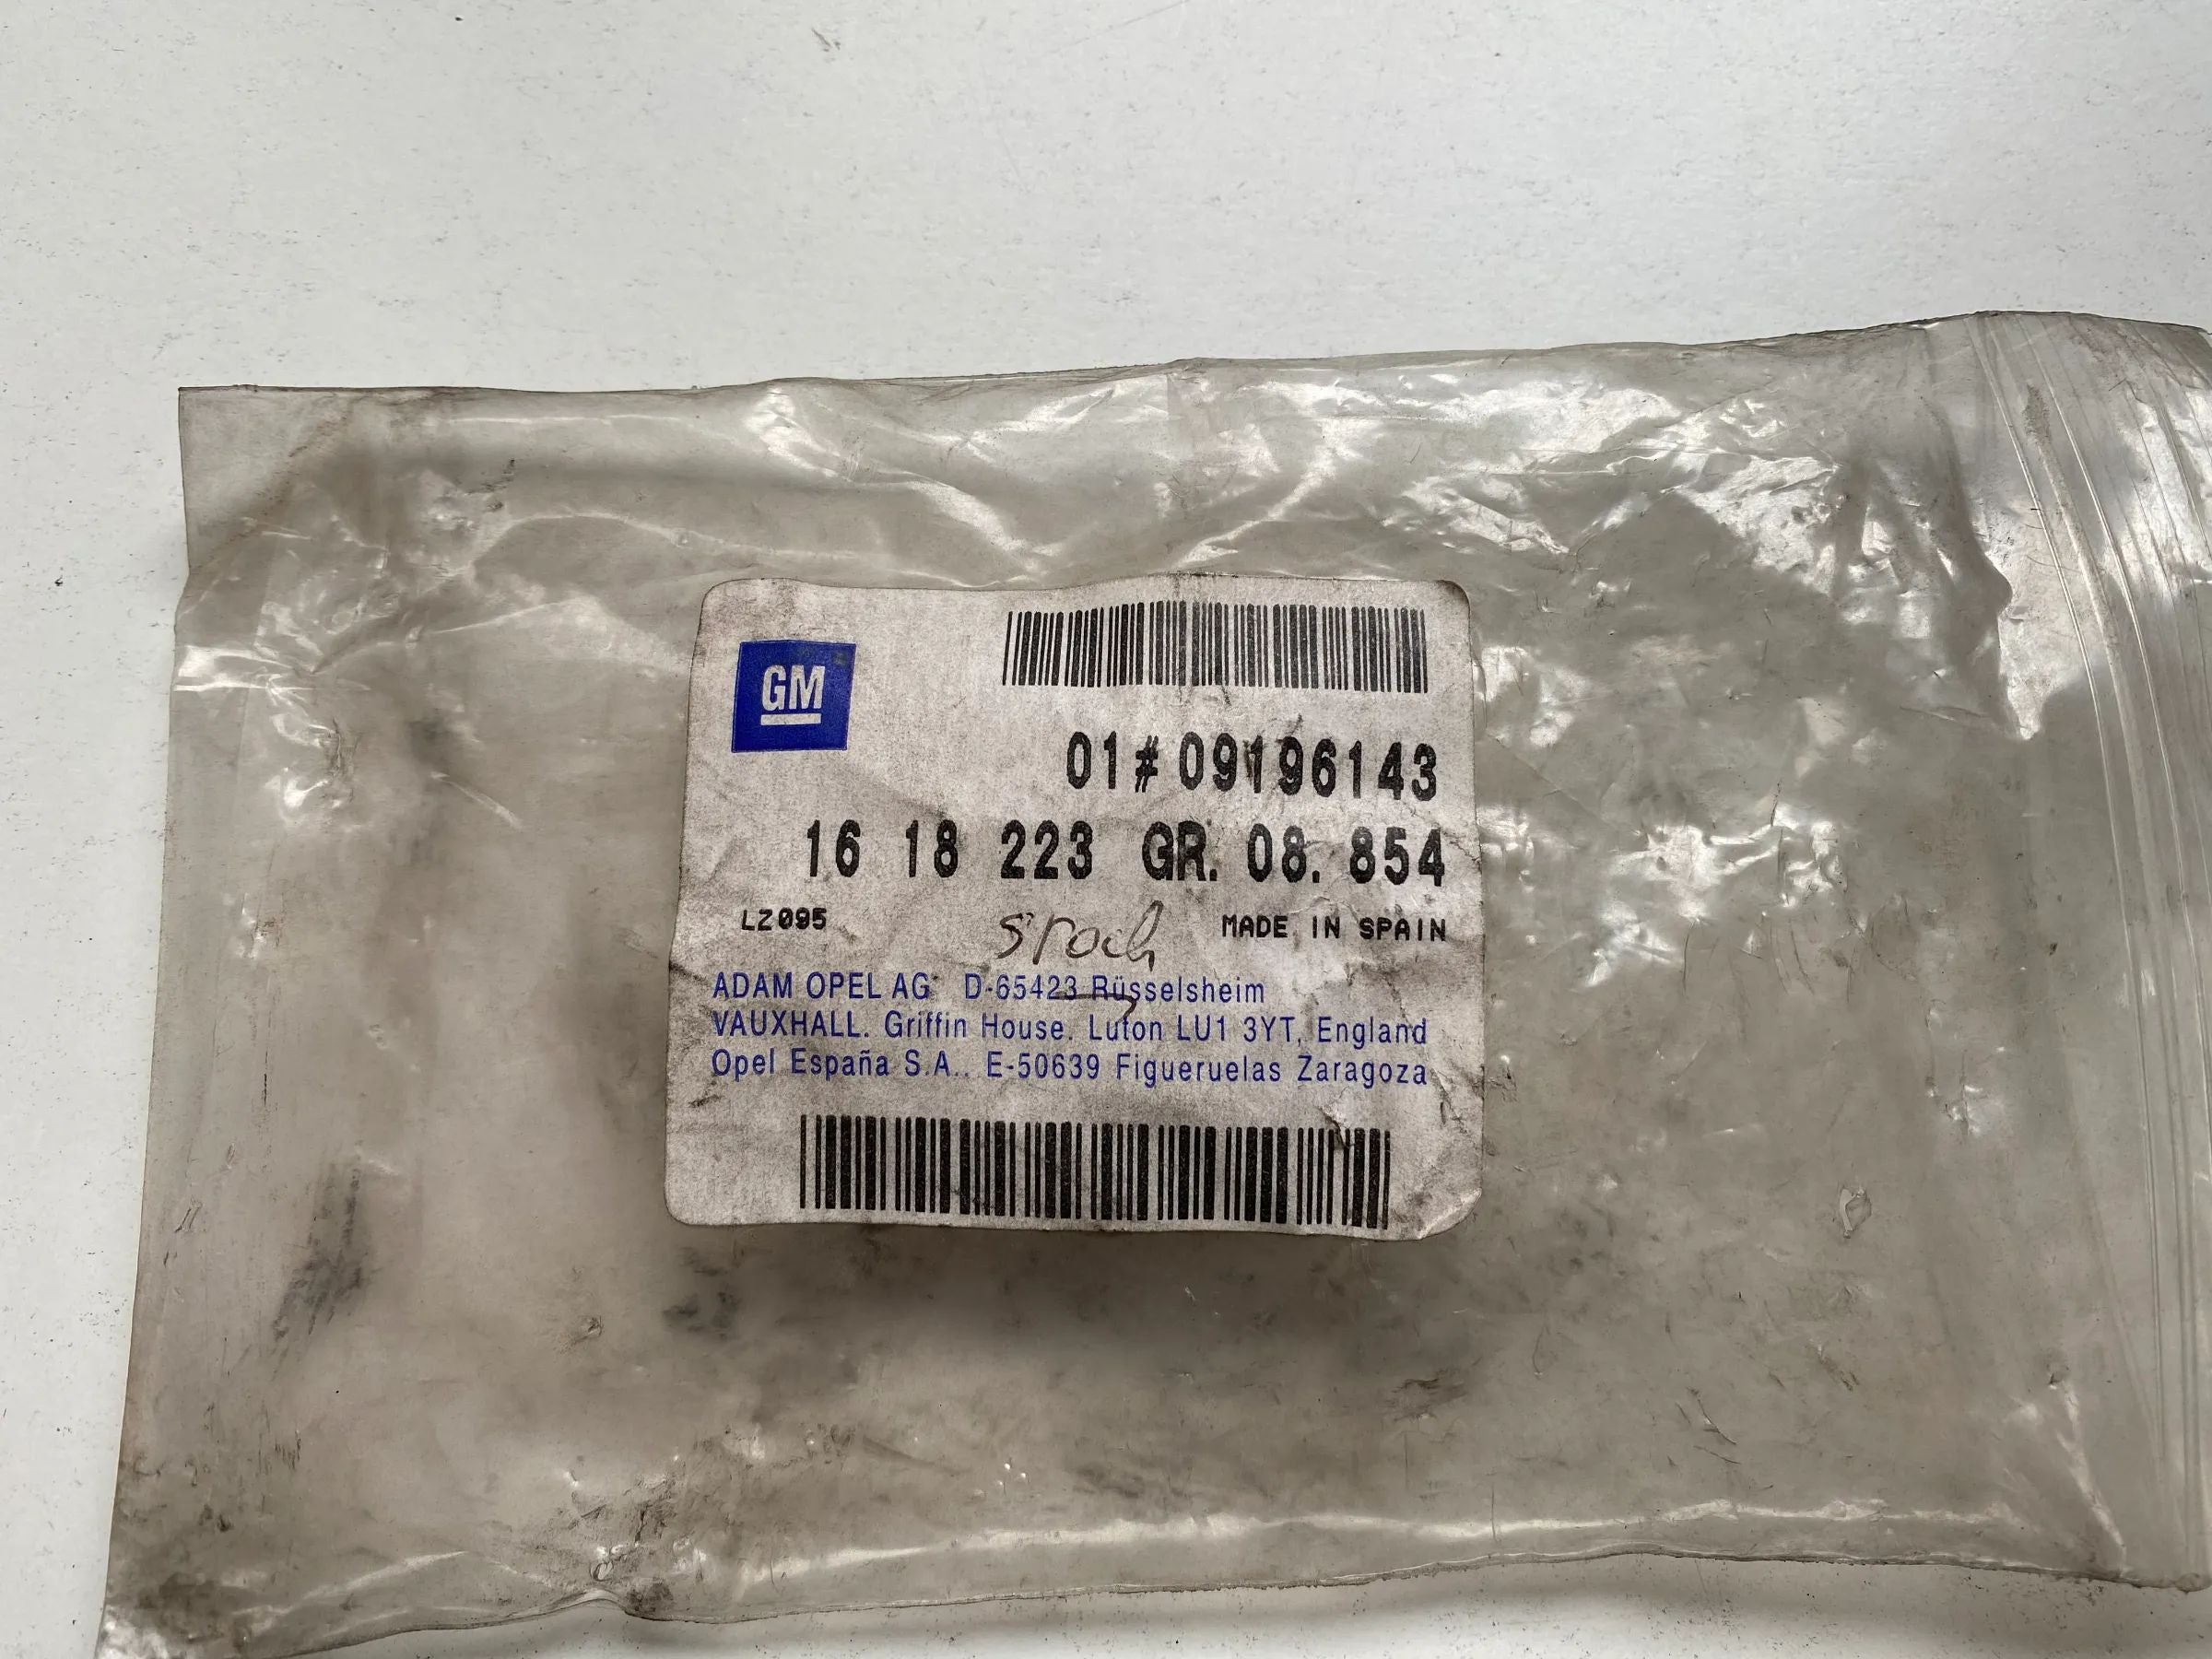 GM
01# 09196143
16 18 223 GR. 08. 854
LZ095
MADE IN SPAIN
ADAM OPEL AG D-65423 Rüsselsheim
VAUXHALL. Griffin House. Luton LU1 3YT, England
Opel España S.A.. E-50639 Figueruelas Zaragoza